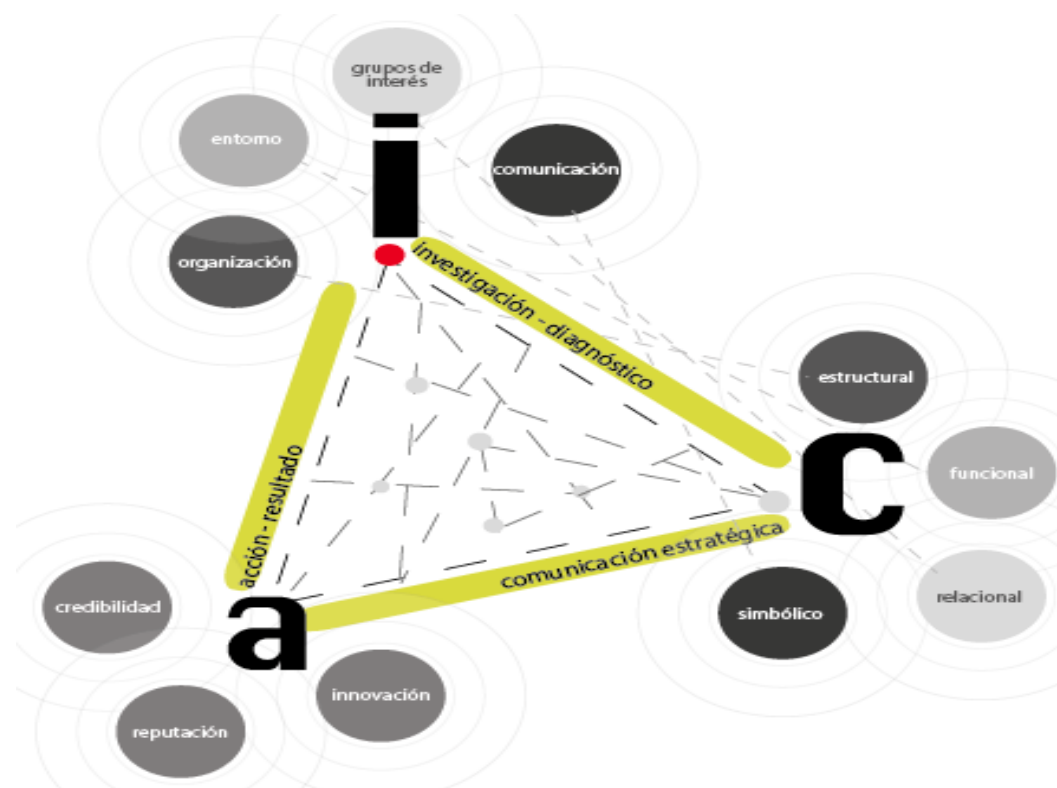 grupos de
interés
entorno
i
comunicación
organización
investigación - diagnóstico
estructural
c
funcional
acción - resultado
comunicación estratégica
relacional
credibilidad
a
simbólico
innovación
reputación